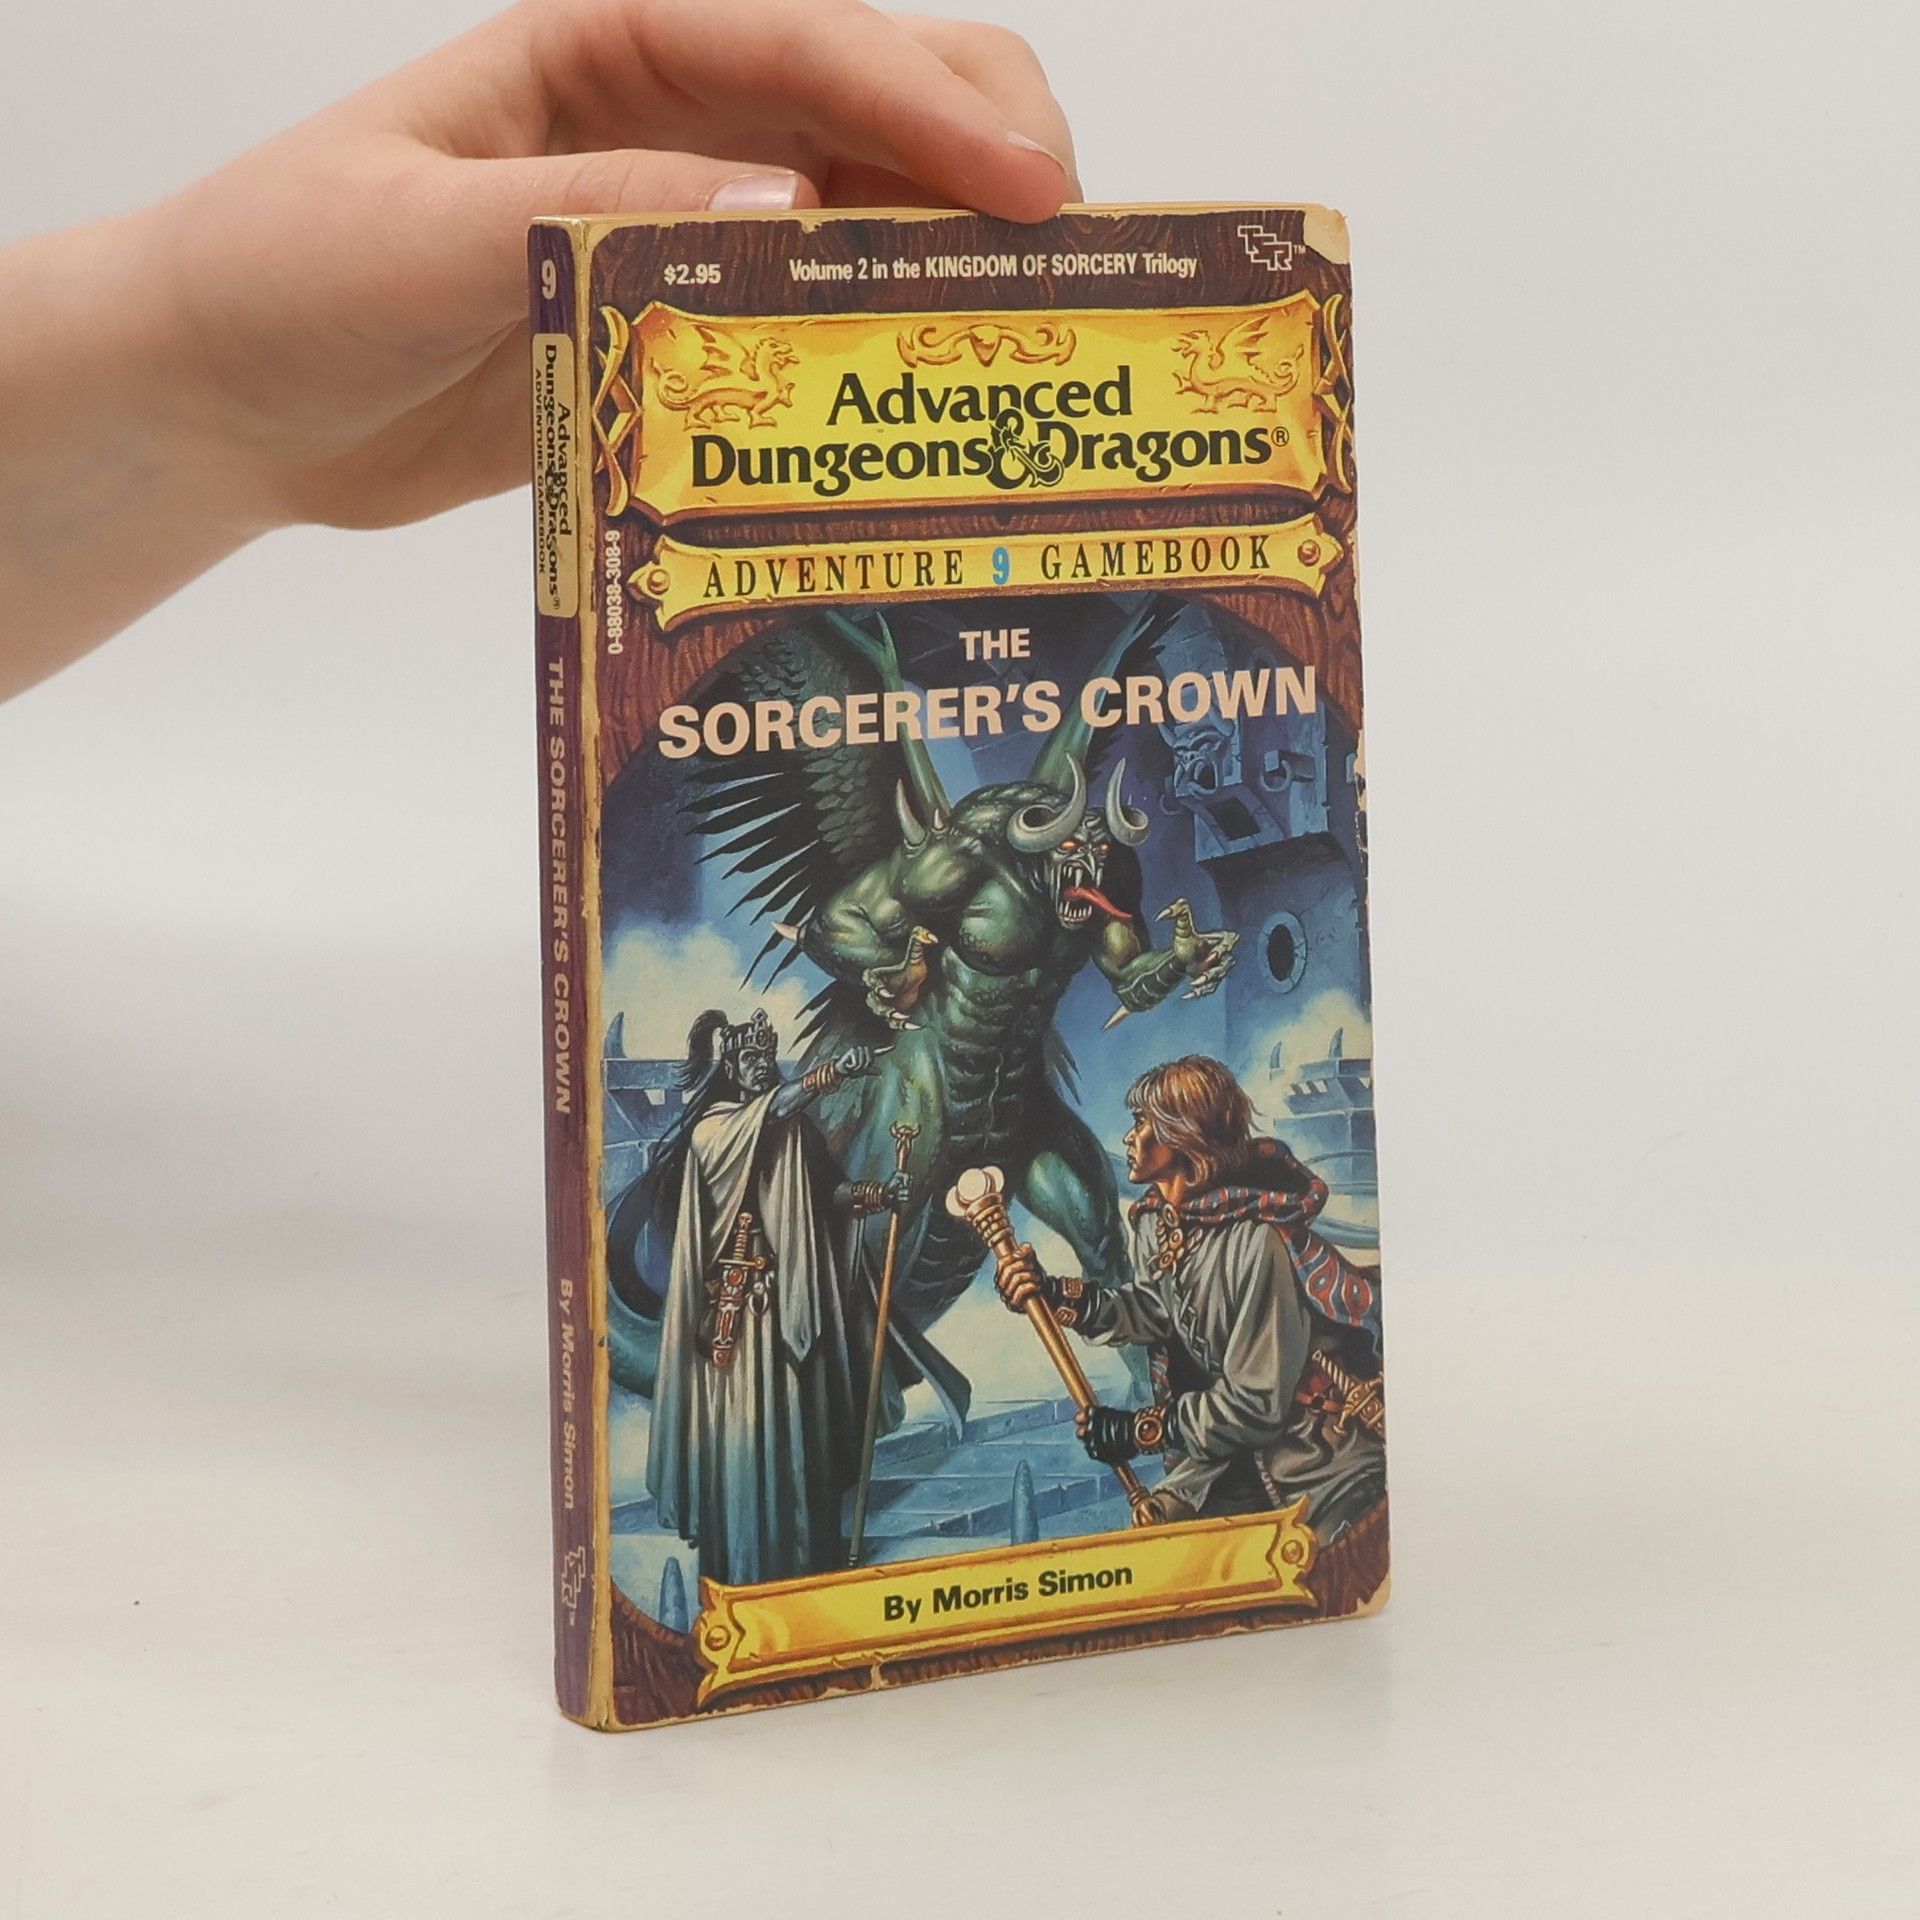 $2.95
Volume 2 in the KINGDOM OF SORCERY Trilogy
TSR™
Advanced
Dungeons & Dragons®
ADVENTURE 9 GAMEBOOK
0-88038-308-9
THE
SORCERER'S CROWN
By Morris Simon
9
Advanced
Dungeons & Dragons®
ADVENTURE GAMEBOOK
THE SORCERER'S CROWN
By Morris Simon
TSR™